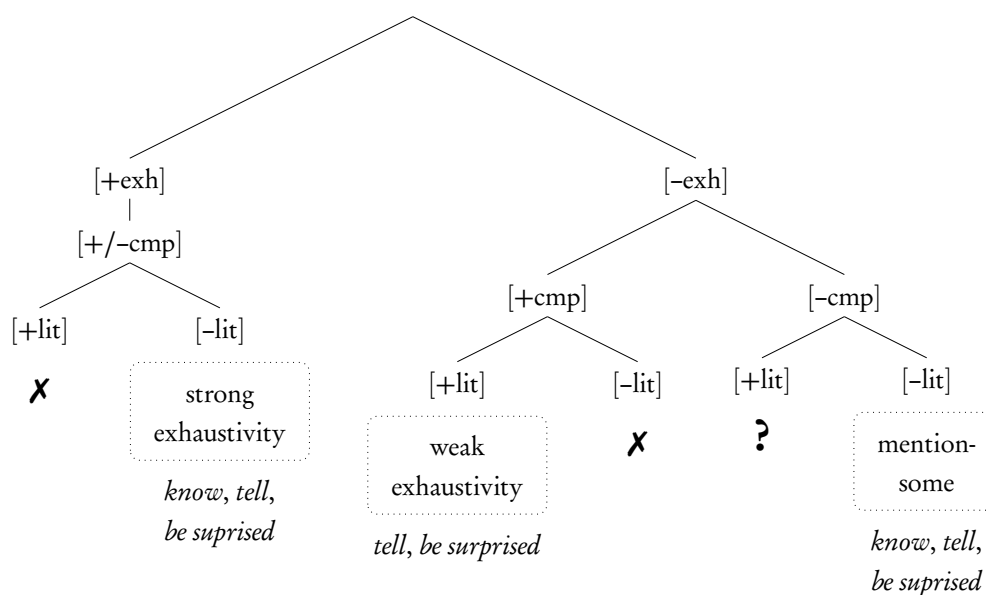 [+exh]
[–exh]
[+/–cmp]
[+cmp]
[–cmp]
[+lit]
[–lit]
[+lit]
[–lit]
[+lit]
[–lit]
✗
strong
exhaustivity
know, tell,
be suprised
weak
exhaustivity
tell, be surprised
✗
?
mention-
some
know, tell,
be suprised